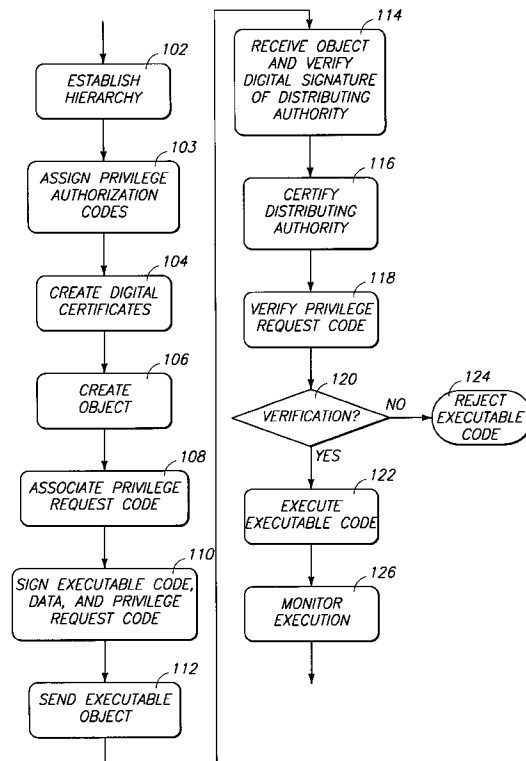 102
ESTABLISH
HIERARCHY
103
ASSIGN PRIVILEGE
AUTHORIZATION
CODES
104
CREATE DIGITAL
CERTIFICATES
106
CREATE
OBJECT
108
ASSOCIATE PRIVILEGE
REQUEST CODE
110
SIGN EXECUTABLE CODE,
DATA, AND PRIVILEGE
REQUEST CODE
112
SEND EXECUTABLE
OBJECT
114
RECEIVE OBJECT
AND VERIFY
DIGITAL SIGNATURE
OF DISTRIBUTING
AUTHORITY
116
CERTIFY
DISTRIBUTING
AUTHORITY
118
VERIFY PRIVILEGE
REQUEST CODE
120
VERIFICATION?
NO
124
REJECT
EXECUTABLE
CODE
YES
122
EXECUTE
EXECUTABLE CODE
126
MONITOR
EXECUTION